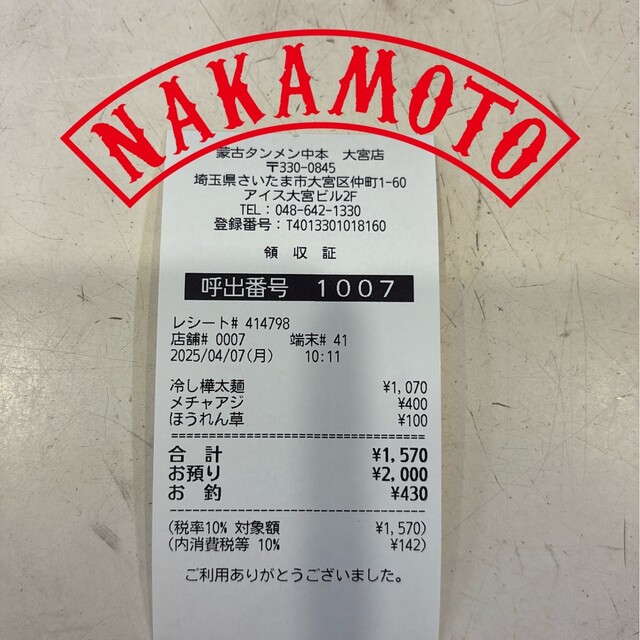 NAKAMOTO
蒙古タンメン中本 大宮店
〒330-0845
埼玉県さいたま市大宮区仲町1-60
アイス大宮ビル2F
TEL：048-642-1330
登録番号：T4013301018160
領 収 証
呼出番号 1007
レシート# 414798
店舗# 0007 端末# 41
2025/04/07(月) 10:11
冷し樺太麺 ¥1,070
メチャアジ ¥400
ほうれん草 ¥100
合 計 ¥1,570
お預り ¥2,000
お 釣 ¥430
(税率10% 対象額 ¥1,570)
(内消費税等 10% ¥142)
ご利用ありがとうございました。